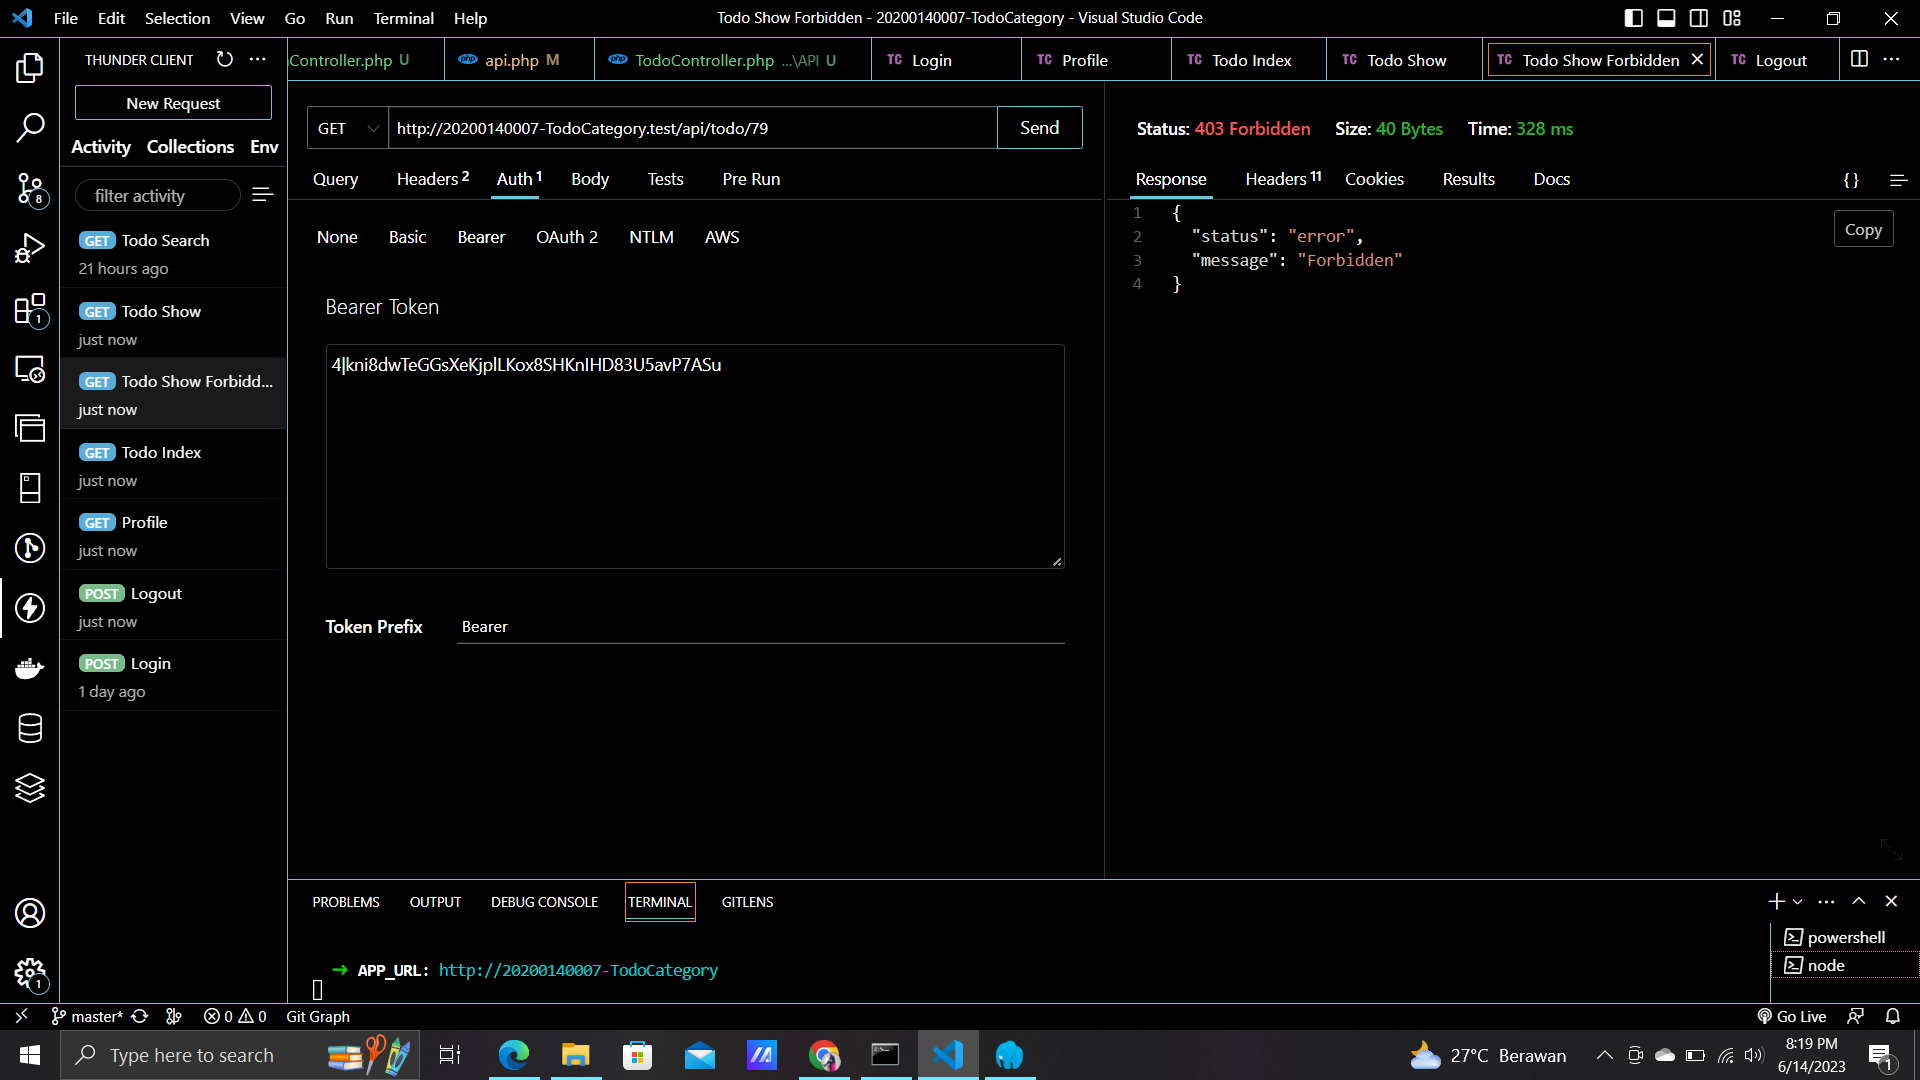 File Edit Selection View Go Run Terminal Help
Todo Show Forbidden - 20200140007-TodoCategory - Visual Studio Code
THUNDER CLIENT
New Request
Activity Collections Env
filter activity
GET Todo Search
21 hours ago
GET Todo Show
just now
GET Todo Show Forbidd...
just now
GET Todo Index
just now
GET Profile
just now
POST Logout
just now
POST Login
1 day ago
8
1
1
Controller.php U
api.php M
TodoController.php ...\API U
TC Login
TC Profile
TC Todo Index
TC Todo Show
TC Todo Show Forbidden
TC Logout
GET http://20200140007-TodoCategory.test/api/todo/79 Send
Query Headers 2 Auth 1 Body Tests Pre Run
None Basic Bearer OAuth 2 NTLM AWS
Bearer Token
4|kni8dwTeGGsXeKjplLKox8SHKnIHD83U5avP7ASu
Token Prefix Bearer
Status: 403 Forbidden Size: 40 Bytes Time: 328 ms
Response Headers 11 Cookies Results Docs { }
Copy
1 {
2 "status": "error",
3 "message": "Forbidden"
4 }
PROBLEMS OUTPUT DEBUG CONSOLE TERMINAL GITLENS
➜ APP_URL: http://20200140007-TodoCategory
powershell
node
master* 0 0 Git Graph
Go Live
Type here to search
27°C Berawan
8:19 PM
6/14/2023
1